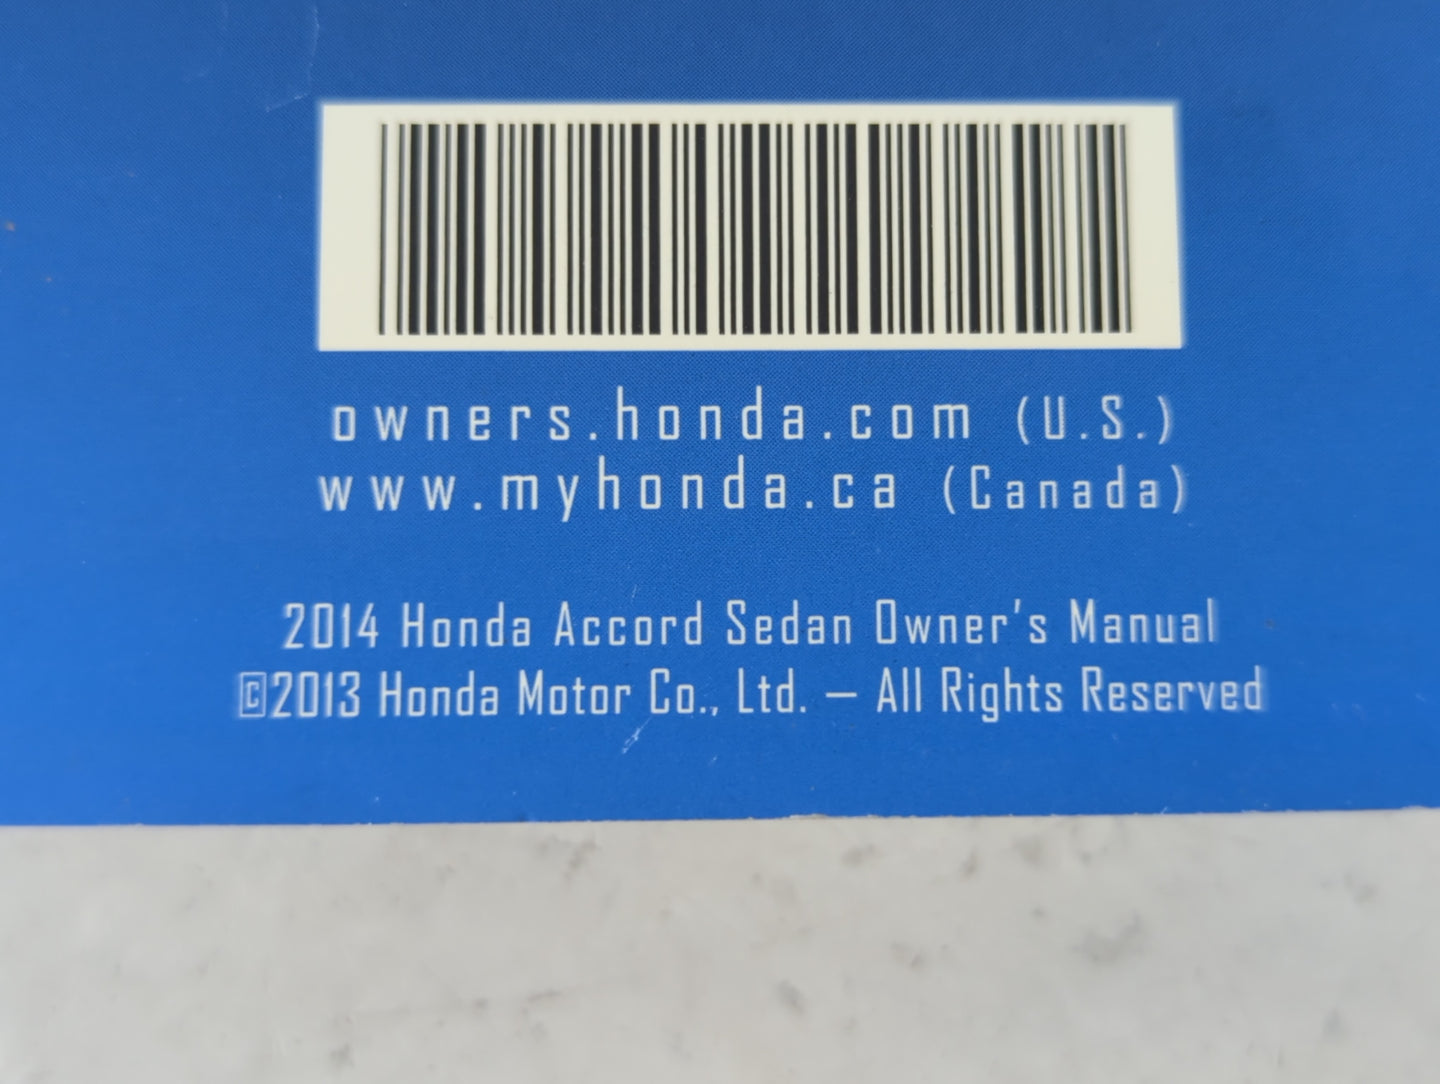 owners.honda.com (U.S.)
www.myhonda.ca (Canada)
2014 Honda Accord Sedan Owner's Manual
©2013 Honda Motor Co., Ltd. – All Rights Reserved